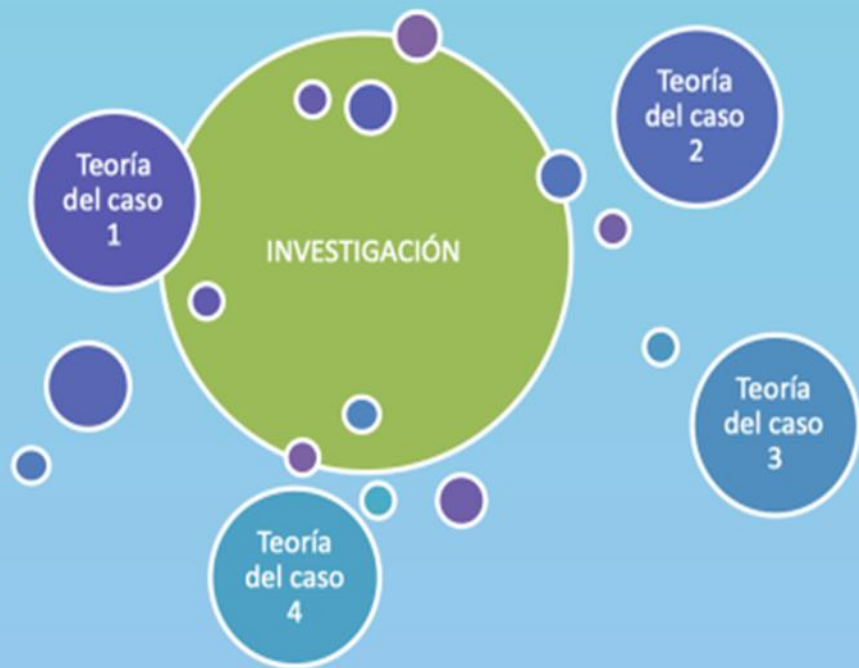 Teoría
del caso
1
INVESTIGACIÓN
Teoría
del caso
2
Teoría
del caso
3
Teoría
del caso
4